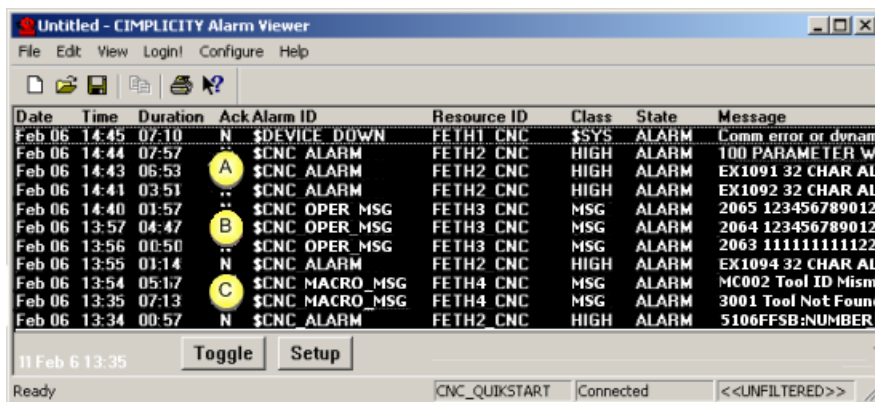 Untitled - CIMPLICITY Alarm Viewer
File Edit View Login! Configure Help
Date Time Duration Ack Alarm ID Resource ID Class State Message
Feb 06 14:45 07:10 N $DEVICE_DOWN FETH1_CNC $SYS ALARM Comm error or dynam
Feb 06 14:44 07:57 $CNC_ALARM FETH2_CNC HIGH ALARM 100 PARAMETER W
Feb 06 14:43 06:53 A $CNC_ALARM FETH2_CNC HIGH ALARM EX1091 32 CHAR AL
Feb 06 14:41 03:51 $CNC_ALARM FETH2_CNC HIGH ALARM EX1092 32 CHAR AL
Feb 06 14:40 01:57 $CNC_OPER_MSG FETH3_CNC MSG ALARM 2065 123456789012
Feb 06 13:57 04:47 B $CNC_OPER_MSG FETH3_CNC MSG ALARM 2064 123456789012
Feb 06 13:56 00:50 $CNC_OPER_MSG FETH3_CNC MSG ALARM 2063 111111111122
Feb 06 13:55 01:14 N $CNC_ALARM FETH2_CNC HIGH ALARM EX1094 32 CHAR AL
Feb 06 13:54 05:17 C $CNC_MACRO_MSG FETH4_CNC MSG ALARM MC002 Tool ID Mism
Feb 06 13:35 07:13 $CNC_MACRO_MSG FETH4_CNC MSG ALARM 3001 Tool Not Foun
Feb 06 13:34 00:57 N $CNC_ALARM FETH2_CNC HIGH ALARM 5106FFSB:NUMBER
11 Feb 6 13:35 Toggle Setup
Ready CNC_QUIKSTART Connected <<UNFILTERED>>